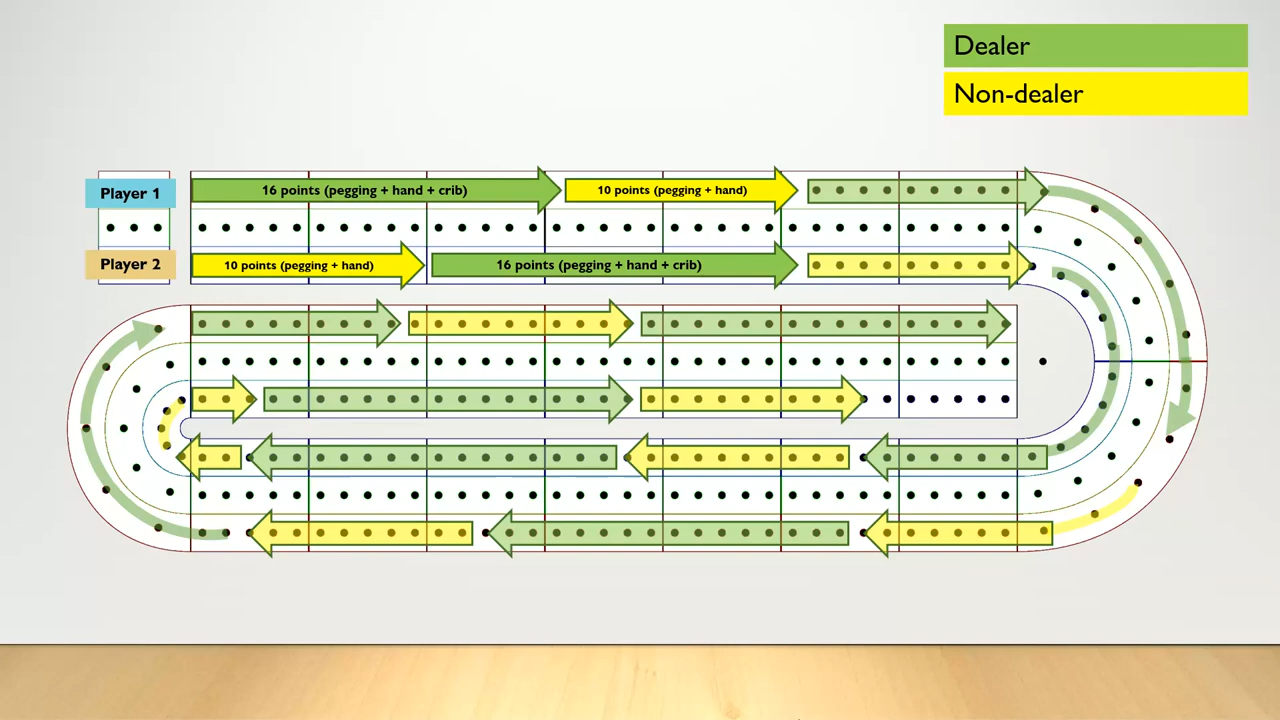 Dealer
Non-dealer
Player 1
16 points (pegging + hand + crib)
10 points (pegging + hand)
Player 2
10 points (pegging + hand)
16 points (pegging + hand + crib)